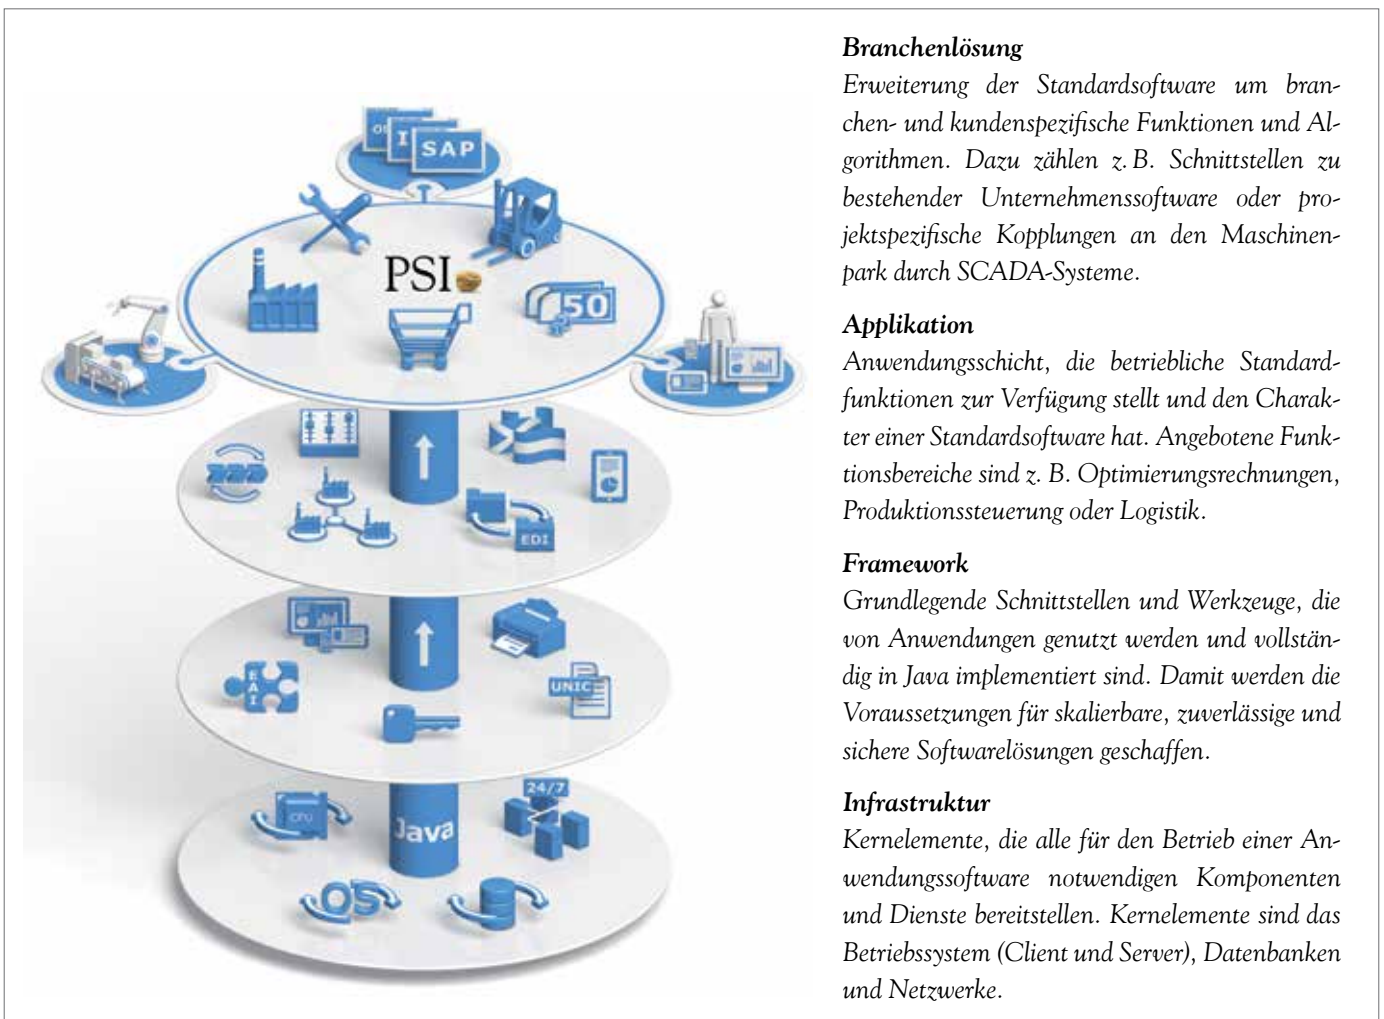 OS
I
SAP
PSI
50
EDI
EAI
UNIC
24/7
CPU
Java
OS
Branchenlösung
Erweiterung der Standardsoftware um bran-
chen- und kundenspezifische Funktionen und Al-
gorithmen. Dazu zählen z. B. Schnittstellen zu
bestehender Unternehmenssoftware oder pro-
jektspezifische Kopplungen an den Maschinen-
park durch SCADA-Systeme.
Applikation
Anwendungsschicht, die betriebliche Standard-
funktionen zur Verfügung stellt und den Charak-
ter einer Standardsoftware hat. Angebotene Funk-
tionsbereiche sind z. B. Optimierungsrechnungen,
Produktionssteuerung oder Logistik.
Framework
Grundlegende Schnittstellen und Werkzeuge, die
von Anwendungen genutzt werden und vollstän-
dig in Java implementiert sind. Damit werden die
Voraussetzungen für skalierbare, zuverlässige und
sichere Softwarelösungen geschaffen.
Infrastruktur
Kernelemente, die alle für den Betrieb einer An-
wendungssoftware notwendigen Komponenten
und Dienste bereitstellen. Kernelemente sind das
Betriebssystem (Client und Server), Datenbanken
und Netzwerke.